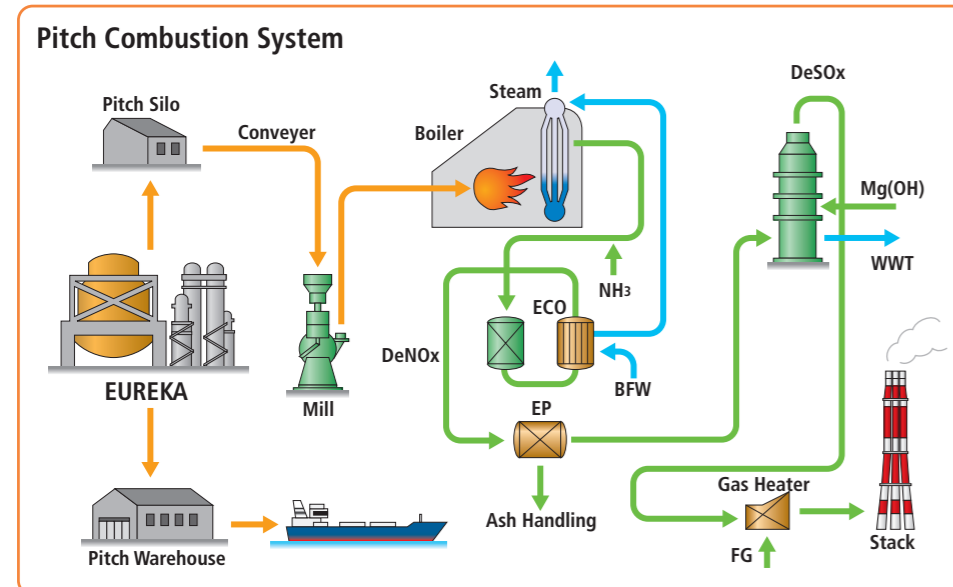 Pitch Combustion System
Pitch Silo
Conveyer
Boiler
Steam
DeSOx
Mg(OH)
WWT
NH3
ECO
DeNOx
BFW
EUREKA
Mill
EP
Ash Handling
Gas Heater
FG
Stack
Pitch Warehouse